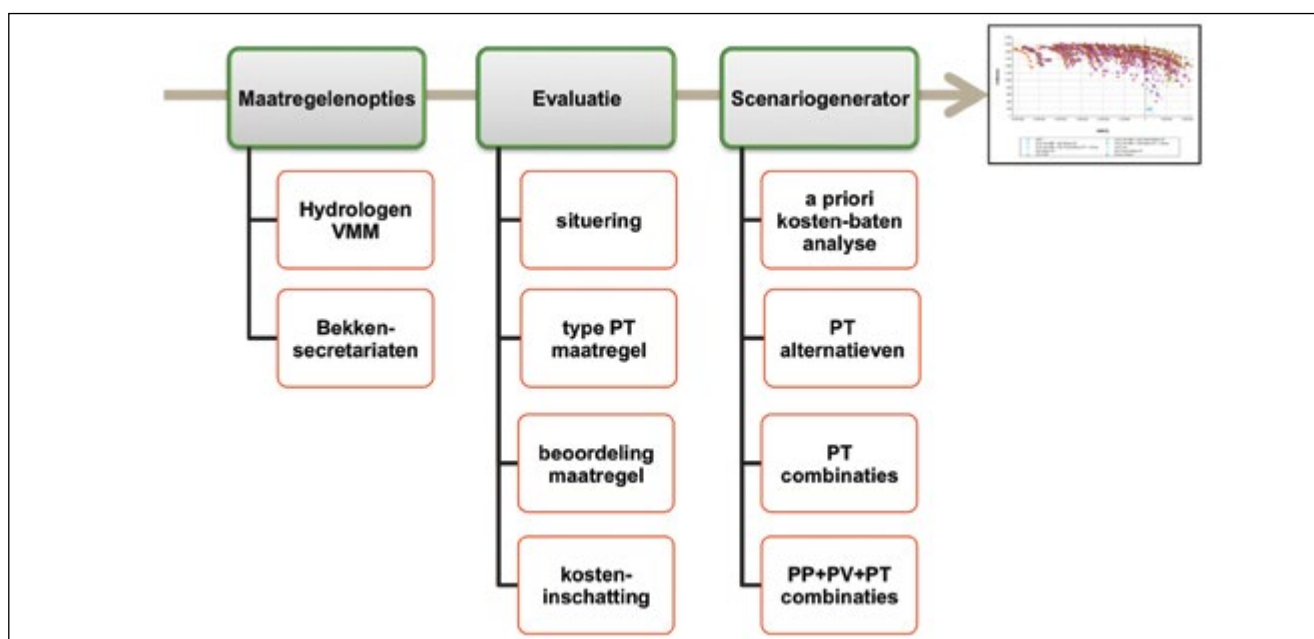 Maatregelenopties
Evaluatie
Scenariogenerator
Hydrologen
VMM
Bekken-
secretariaten
situering
type PT
maatregel
beoordeling
maatregel
kosten-
inschatting
a priori
kosten-baten
analyse
PT
alternatieven
PT
combinaties
PP+PV+PT
combinaties